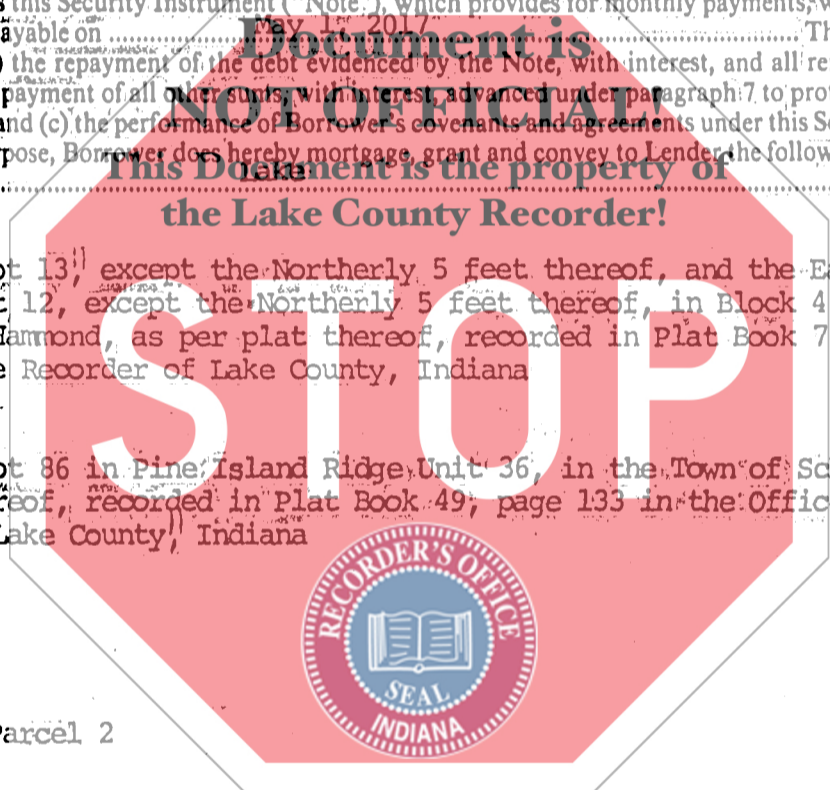 s this Security Instrument ("Note"), which provides for monthly payments, w
ayable on May 1, 2017 Th
) the repayment of the debt evidenced by the Note, with interest, and all re
payment of all other sums, with interest, advanced under paragraph 7 to pro
and (c) the performance of Borrower's covenants and agreements under this Se
pose, Borrower does hereby mortgage, grant and convey to Lender the follow
Lake
Document is
NOT OFFICIAL!
This Document is the property of
the Lake County Recorder!
ot 13, except the Northerly 5 feet thereof, and the Ea
t 12, except the Northerly 5 feet thereof, in Block 4
Hammond, as per plat thereof, recorded in Plat Book 7
e Recorder of Lake County, Indiana
STOP
ot 86 in Pine Island Ridge Unit 36, in the Town of Sc
reof, recorded in Plat Book 49, page 133 in the Offic
Lake County, Indiana
RECORDER'S OFFICE
SEAL
INDIANA
Parcel 2